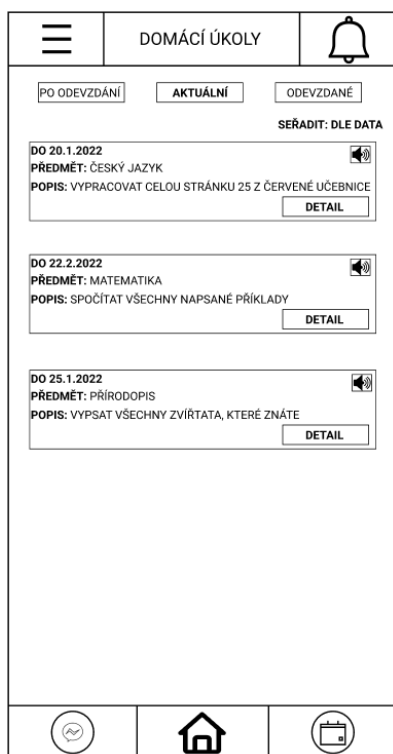 DOMÁCÍ ÚKOLY
PO ODEVZDÁNÍ AKTUÁLNÍ ODEVZDANÉ
SEŘADIT: DLE DATA
DO 20.1.2022
PŘEDMĚT: ČESKÝ JAZYK
POPIS: VYPRACOVAT CELOU STRÁNKU 25 Z ČERVENÉ UČEBNICE
DETAIL
DO 22.2.2022
PŘEDMĚT: MATEMATIKA
POPIS: SPOČÍTAT VŠECHNY NAPSANÉ PŘÍKLADY
DETAIL
DO 25.1.2022
PŘEDMĚT: PŘÍRODOPIS
POPIS: VYPSAT VŠECHNY ZVÍŘTATA, KTERÉ ZNÁTE
DETAIL